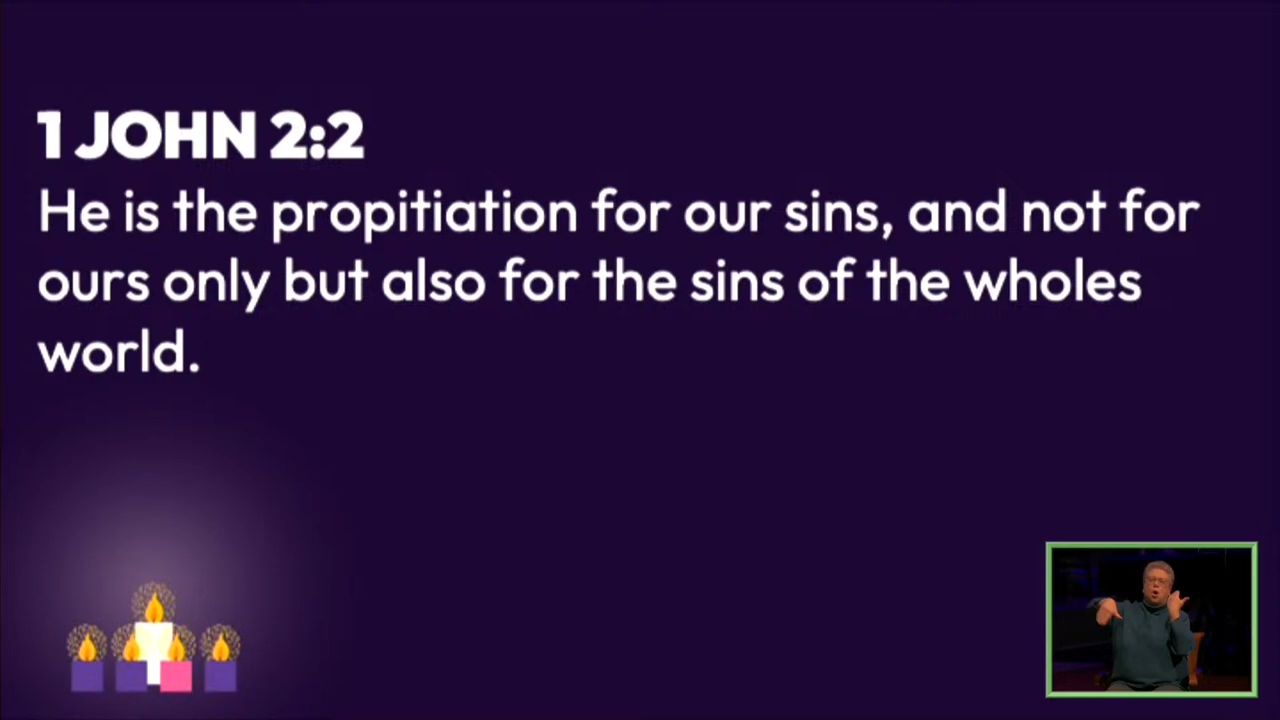 1 JOHN 2:2
He is the propitiation for our sins, and not for
ours only but also for the sins of the wholes
world.